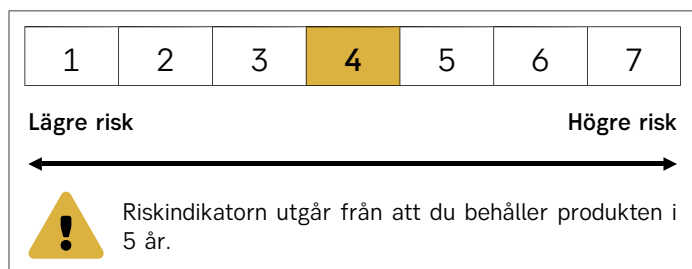 1 2 3 4 5 6 7
Lägre risk Högre risk
Riskindikatorn utgår från att du behåller produkten i
5 år.